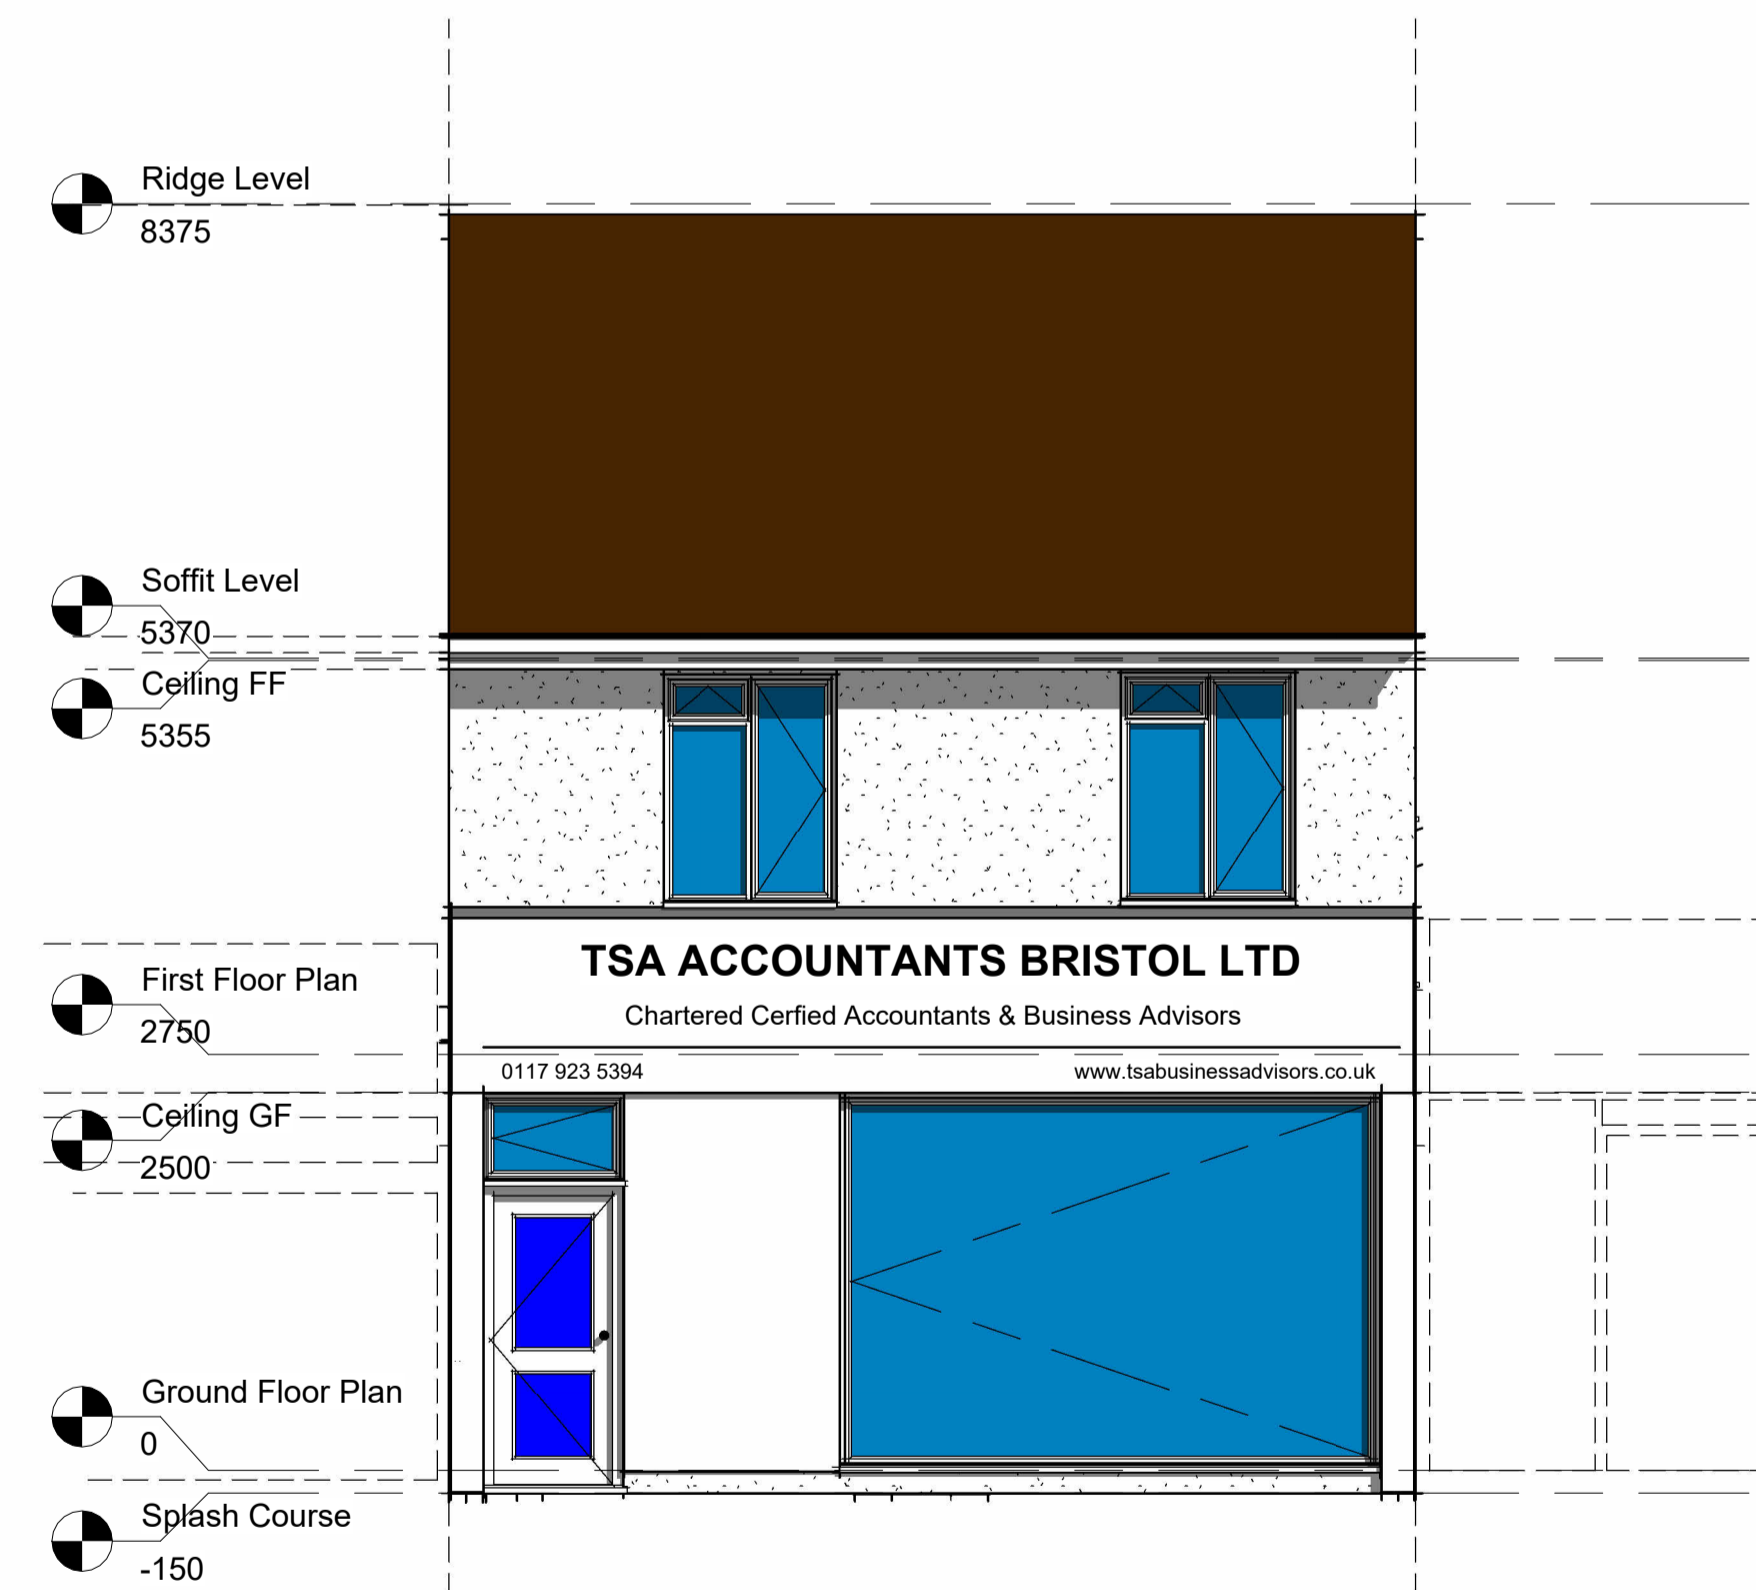 Ridge Level
8375
Soffit Level
5370
Ceiling FF
5355
TSA ACCOUNTANTS BRISTOL LTD
Chartered Cerfied Accountants & Business Advisors
First Floor Plan
2750
0117 923 5394 www.tsabusinessadvisors.co.uk
Ceiling GF
2500
Ground Floor Plan
0
Splash Course
-150